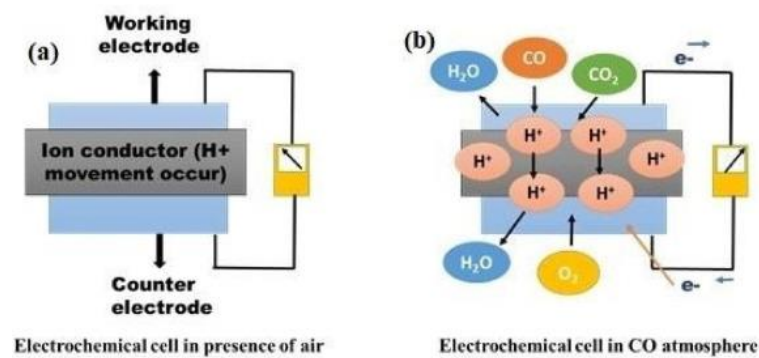 Working
electrode
(a)
Ion conductor (H+
movement occur)
Counter
electrode
Electrochemical cell in presence of air
(b)
H₂O
CO
CO₂
e-
H⁺
H⁺
H⁺
H⁺
H⁺
H⁺
H₂O
O₂
e-
Electrochemical cell in CO atmosphere